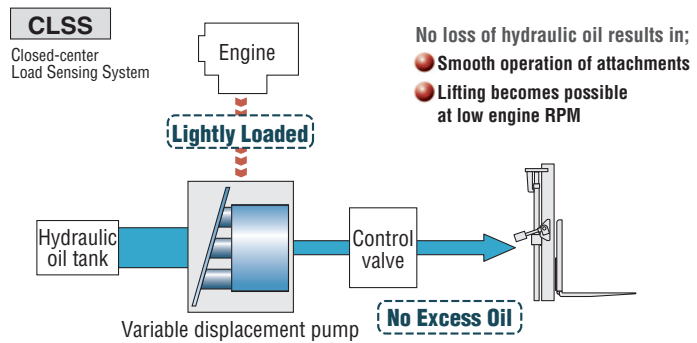 CLSS
Closed-center
Load Sensing System
Engine
No loss of hydraulic oil results in;
Smooth operation of attachments
Lifting becomes possible
at low engine RPM
Lightly Loaded
Hydraulic
oil tank
Control
valve
Variable displacement pump
No Excess Oil